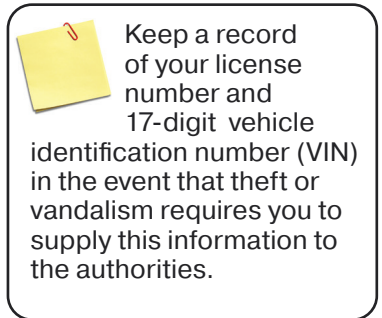 Keep a record
of your license
number and
17-digit vehicle
identification number (VIN)
in the event that theft or
vandalism requires you to
supply this information to
the authorities.